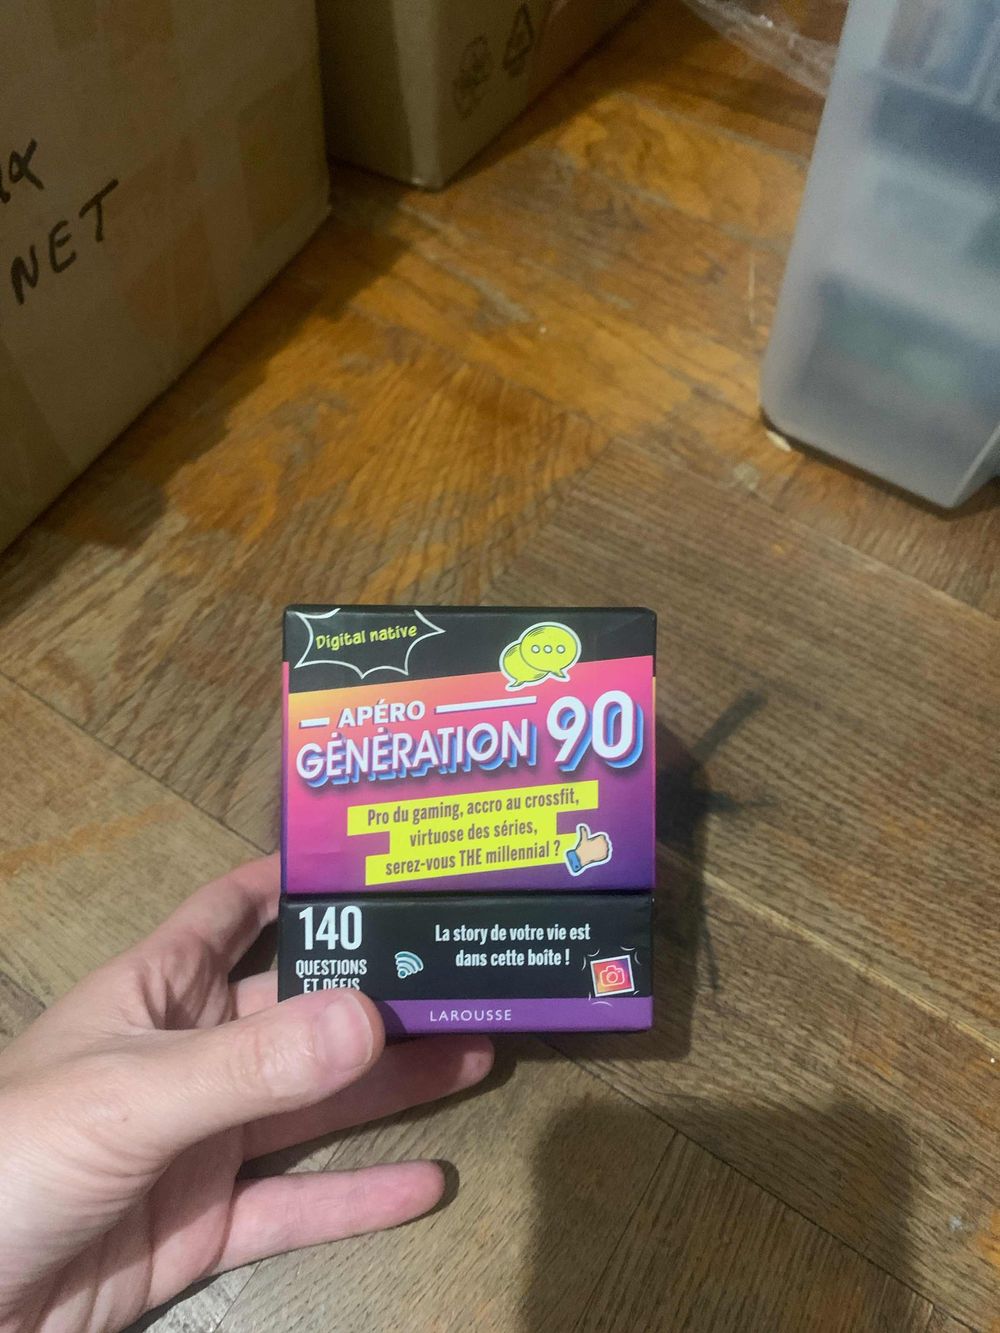 NET
Digital native
APÉRO
GÉNÉRATION 90
Pro du gaming, accro au crossfit,
virtuose des séries,
serez-vous THE millennial ?
140
QUESTIONS
ET DÉFIS
La story de votre vie est
dans cette boîte !
LAROUSSE